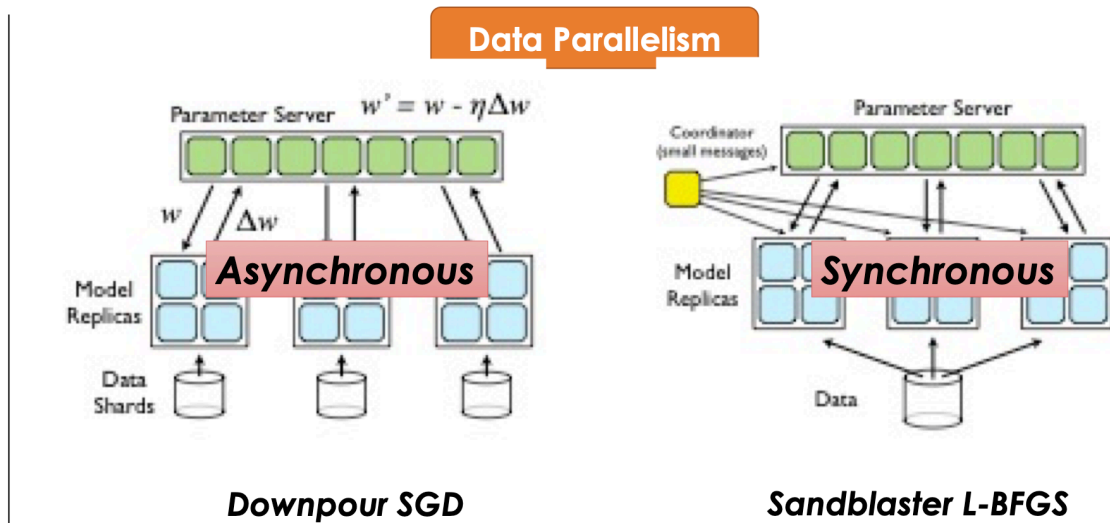 Data Parallelism
Parameter Server
w' = w - ηΔw
w
Δw
Asynchronous
Model
Replicas
Data
Shards
Downpour SGD
Parameter Server
Coordinator
(small messages)
Synchronous
Model
Replicas
Data
Sandblaster L-BFGS